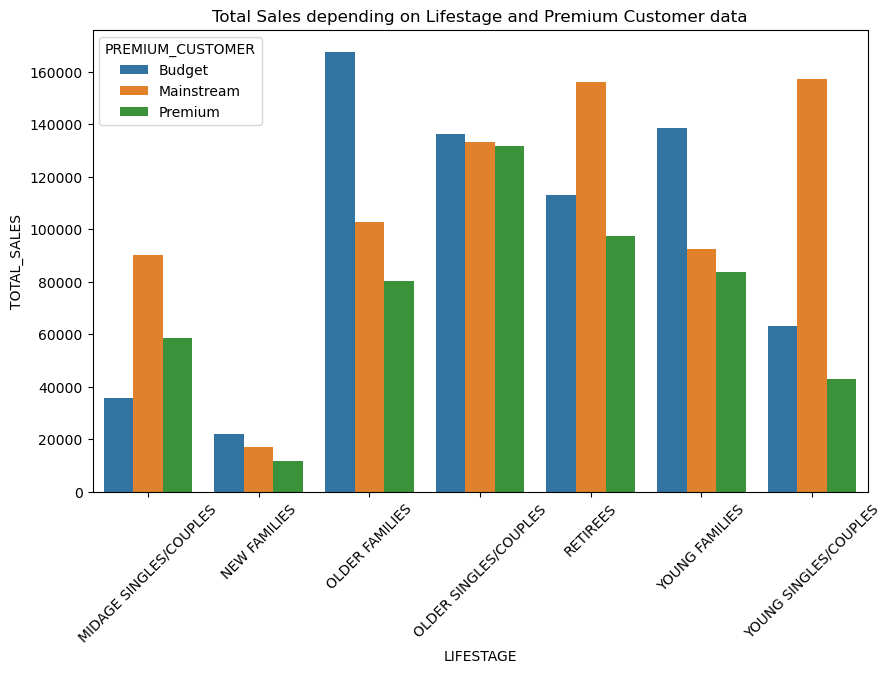 Total Sales depending on Lifestage and Premium Customer data
PREMIUM_CUSTOMER
Budget
Mainstream
Premium
TOTAL_SALES
160000
140000
120000
100000
80000
60000
40000
20000
0
MIDAGE SINGLES/COUPLES
NEW FAMILIES
OLDER FAMILIES
OLDER SINGLES/COUPLES
RETIREES
YOUNG FAMILIES
YOUNG SINGLES/COUPLES
LIFESTAGE